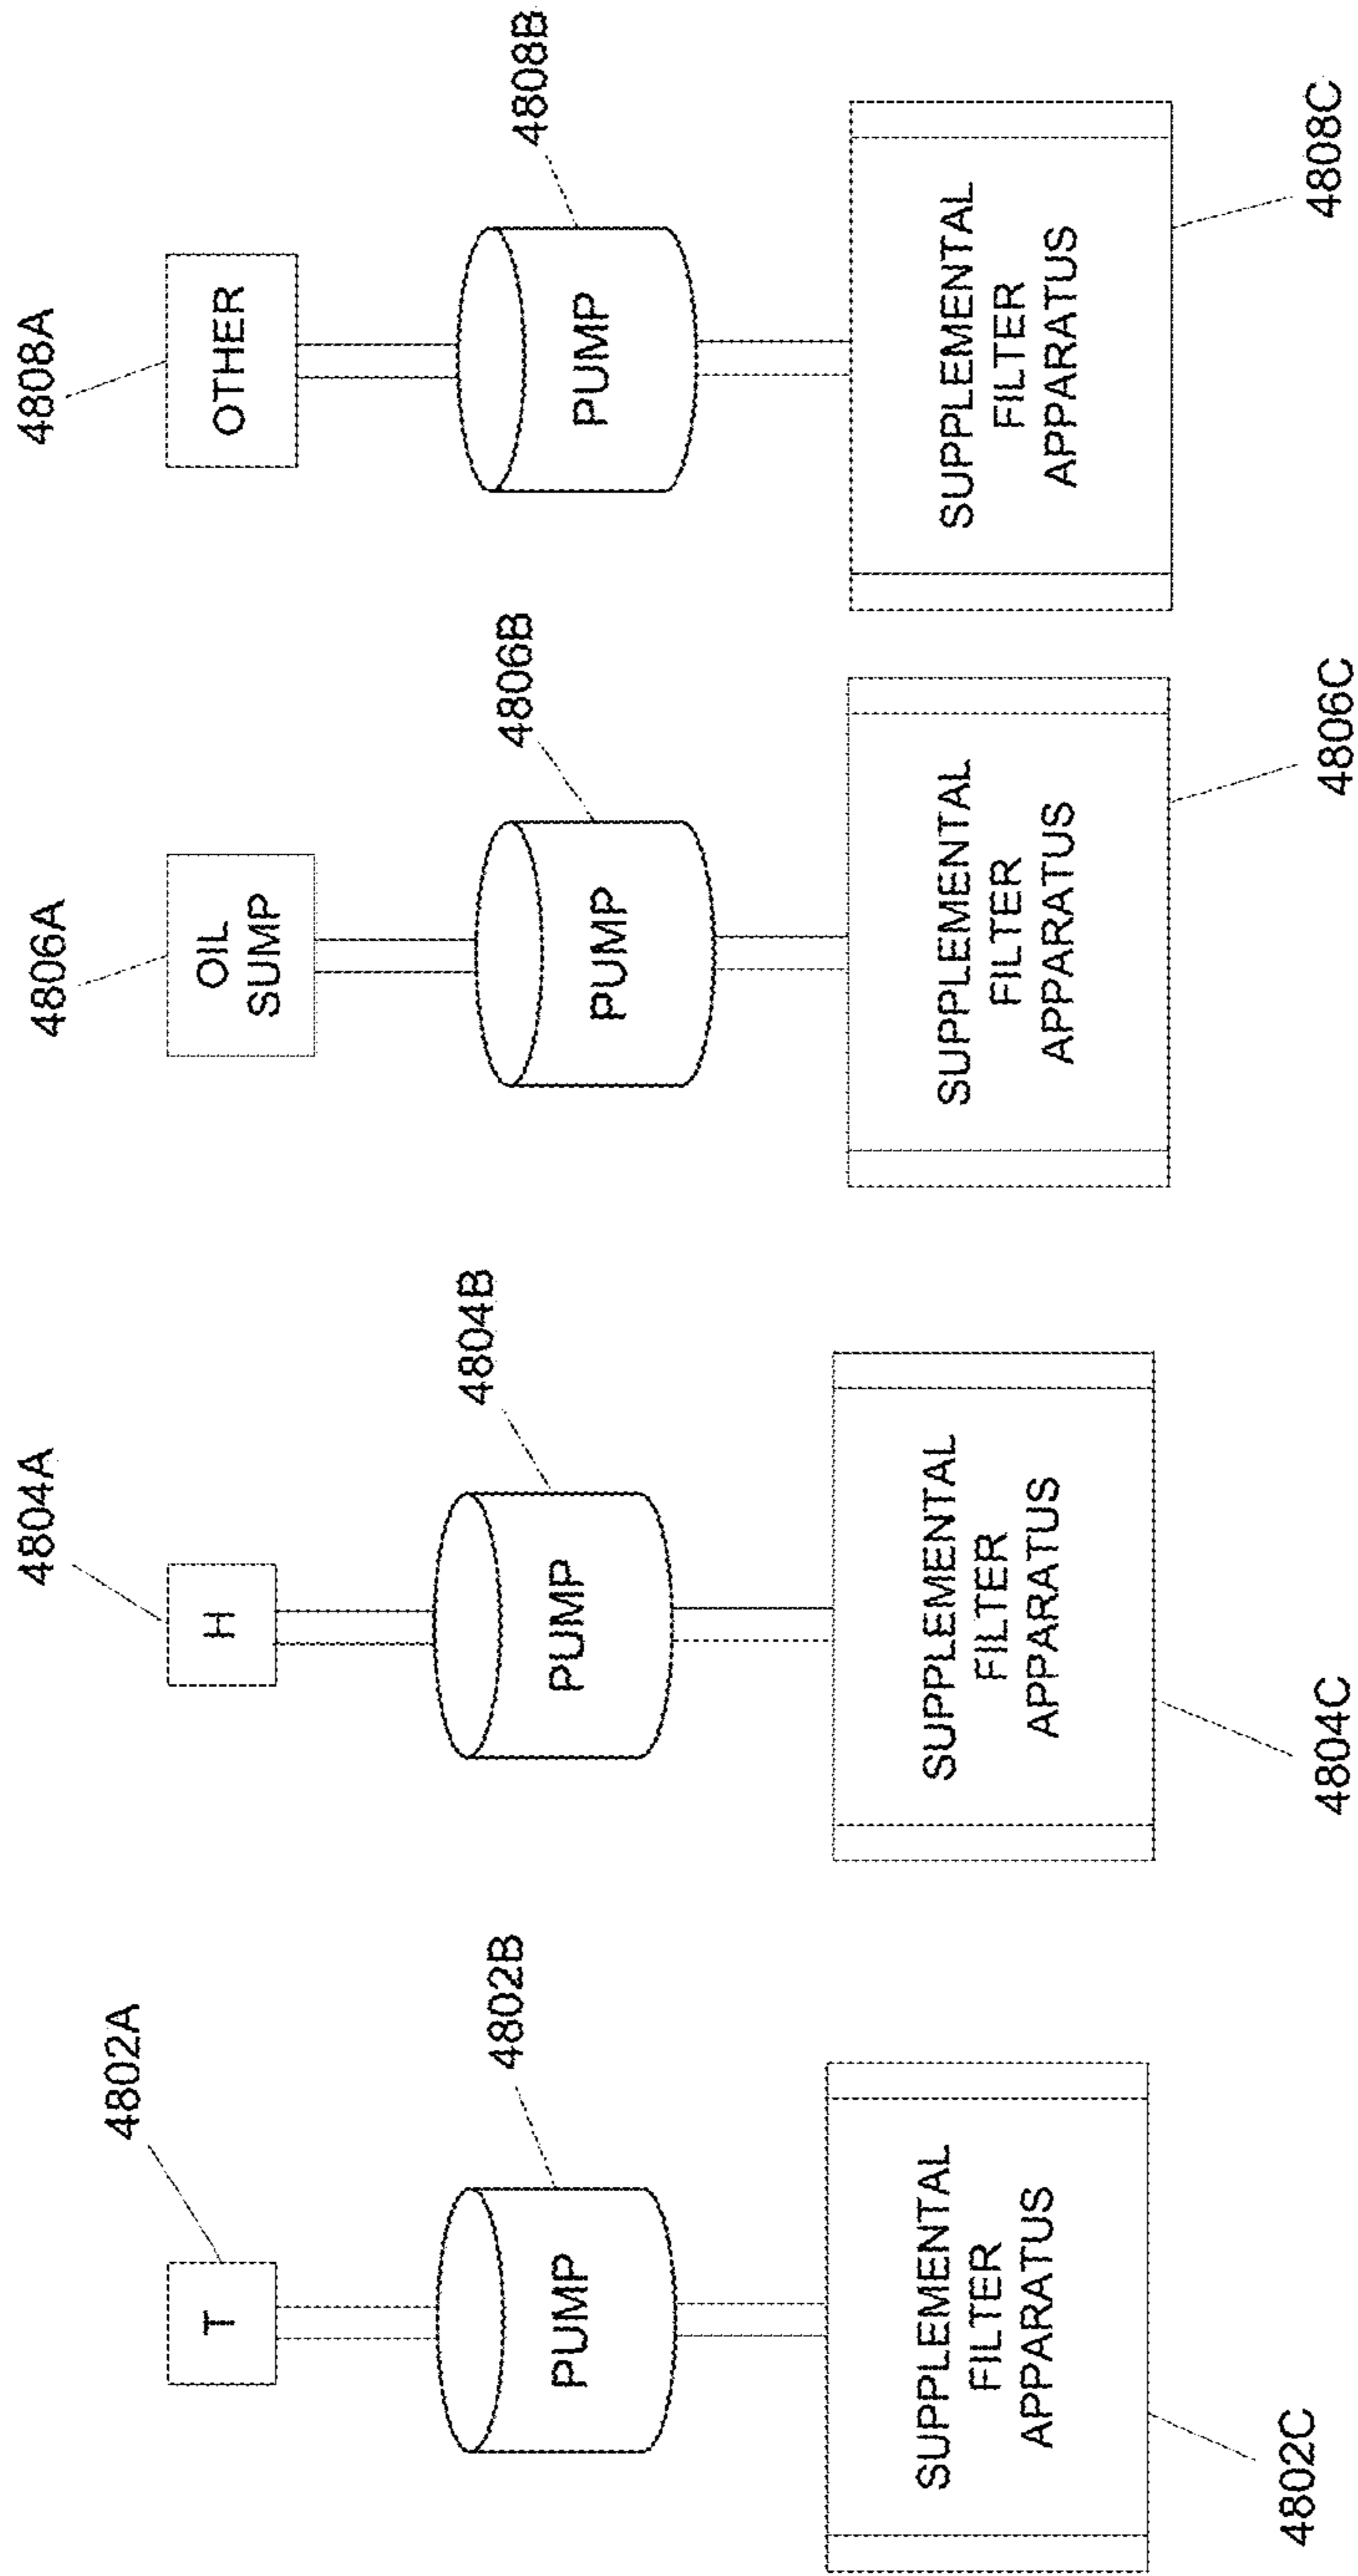 4802A
T
4802B
PUMP
SUPPLEMENTAL
FILTER
APPARATUS
4802C
4804A
H
4804B
PUMP
SUPPLEMENTAL
FILTER
APPARATUS
4804C
4806A
OIL
SUMP
4806B
PUMP
SUPPLEMENTAL
FILTER
APPARATUS
4806C
4808A
OTHER
4808B
PUMP
SUPPLEMENTAL
FILTER
APPARATUS
4808C